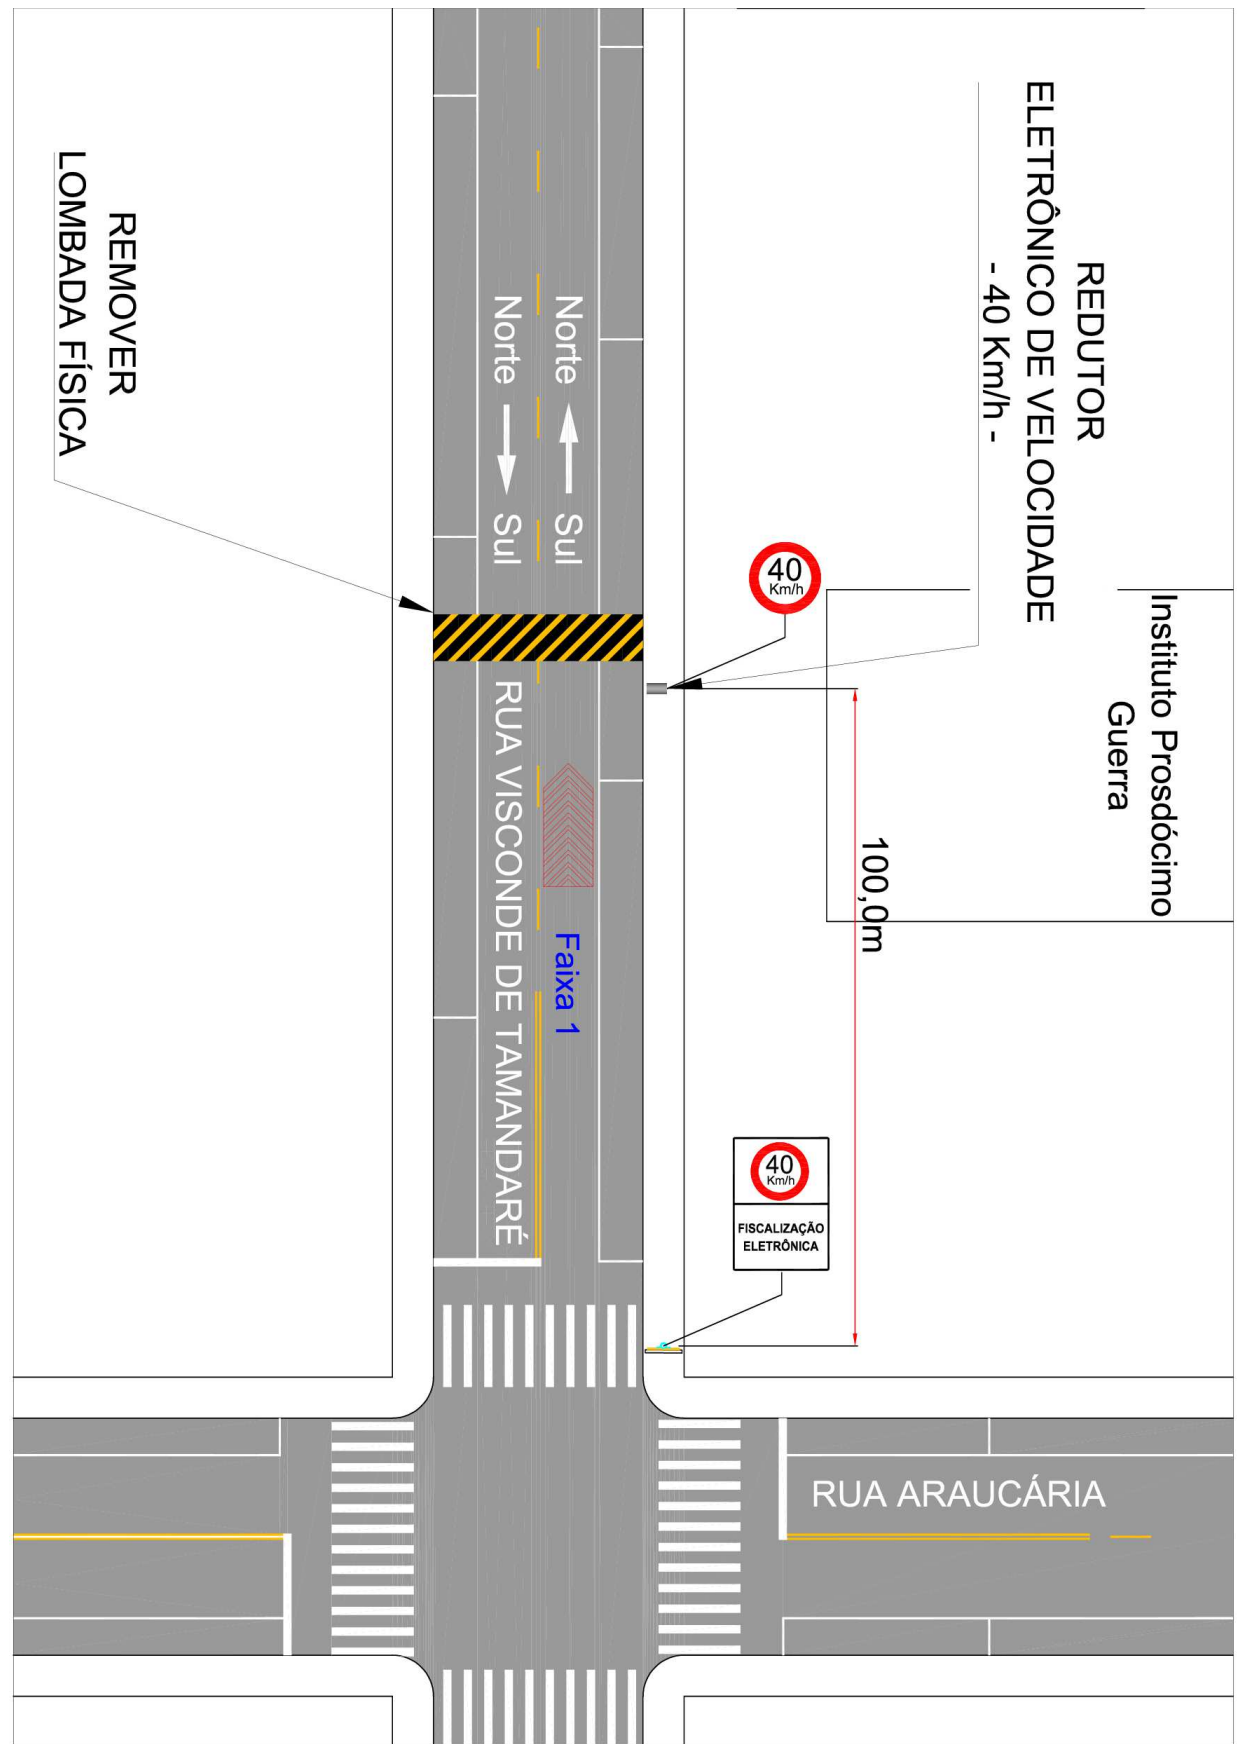 REDUTOR
ELETRÔNICO DE VELOCIDADE
- 40 Km/h -
Instituto Prosdócimo
Guerra
REMOVER
LOMBADA FÍSICA
Norte
Sul
Norte
Sul
40
Km/h
RUA VISCONDE DE TAMANDARÉ
Faixa 1
100,0m
40
Km/h
FISCALIZAÇÃO
ELETRÔNICA
RUA ARAUCÁRIA